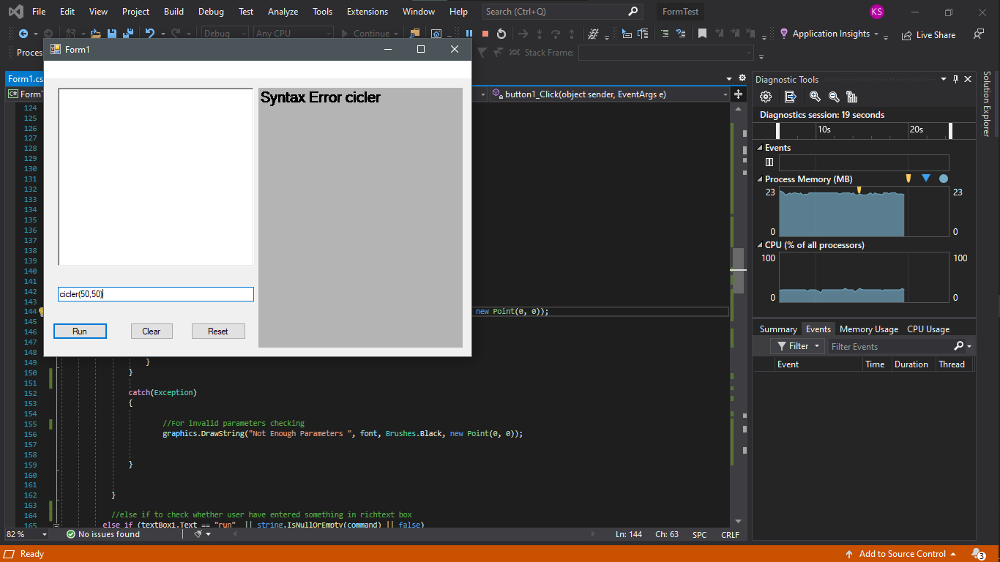 File Edit View Project Build Debug Test Analyze Tools Extensions Window Help Search (Ctrl+Q) FormTest KS
Debug Any CPU Continue Application Insights Live Share
Stack Frame:
Form1
Form1.cs
C# Form
button1_Click(object sender, EventArgs e)
Syntax Error cicler
cicler(50,50)
Run Clear Reset
124
125
126
127
128
129
130
131
132
133
134
135
136
137
138
139
140
141
142
143
144 new Point(0, 0));
145
146
147
148
149 }
150 }
151
152 catch(Exception)
153 {
154
155 //For invalid parameters checking
156 graphics.DrawString("Not Enough Parameters ", font, Brushes.Black, new Point(0, 0));
157
158
159 }
160
161
162 }
163
164 //else if to check whether user have entered something in richtext box
165 else if (textBox1.Text == "run" || string.IsNullOrEmpty(command) || false)
82 % No issues found Ln: 144 Ch: 63 SPC CRLF
Diagnostic Tools
Diagnostics session: 19 seconds
10s 20s
Events
Process Memory (MB)
23 23
0 0
CPU (% of all processors)
100 100
0 0
Summary Events Memory Usage CPU Usage
Filter Filter Events
Event Time Duration Thread
Solution Explorer
Ready Add to Source Control 3